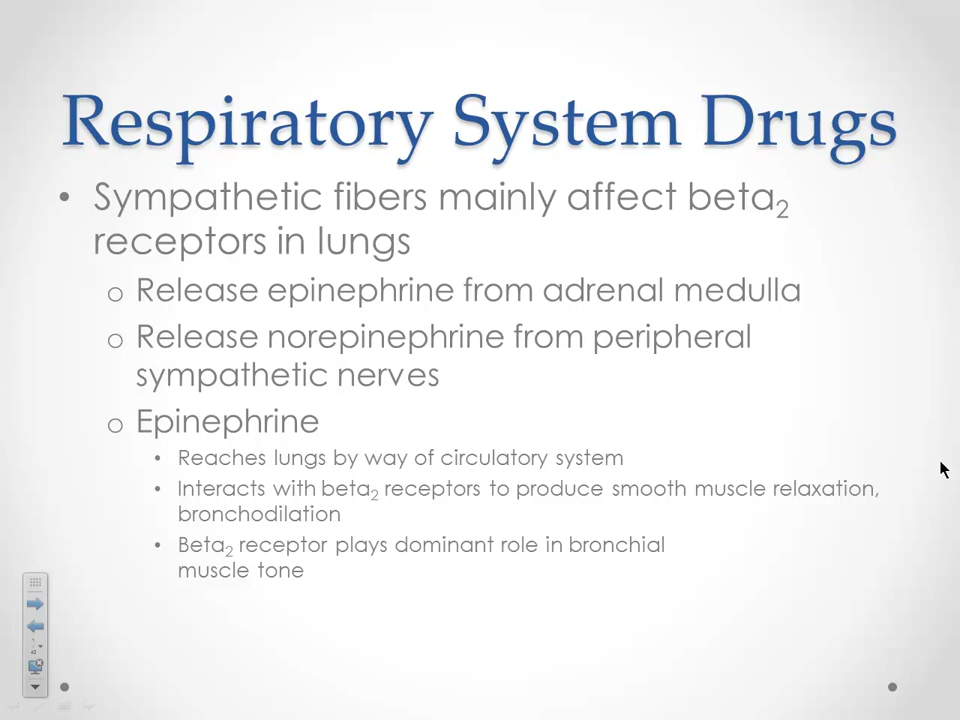 Respiratory System Drugs
• Sympathetic fibers mainly affect beta₂
receptors in lungs
o Release epinephrine from adrenal medulla
o Release norepinephrine from peripheral
sympathetic nerves
o Epinephrine
• Reaches lungs by way of circulatory system
• Interacts with beta₂ receptors to produce smooth muscle relaxation,
bronchodilation
• Beta₂ receptor plays dominant role in bronchial
muscle tone